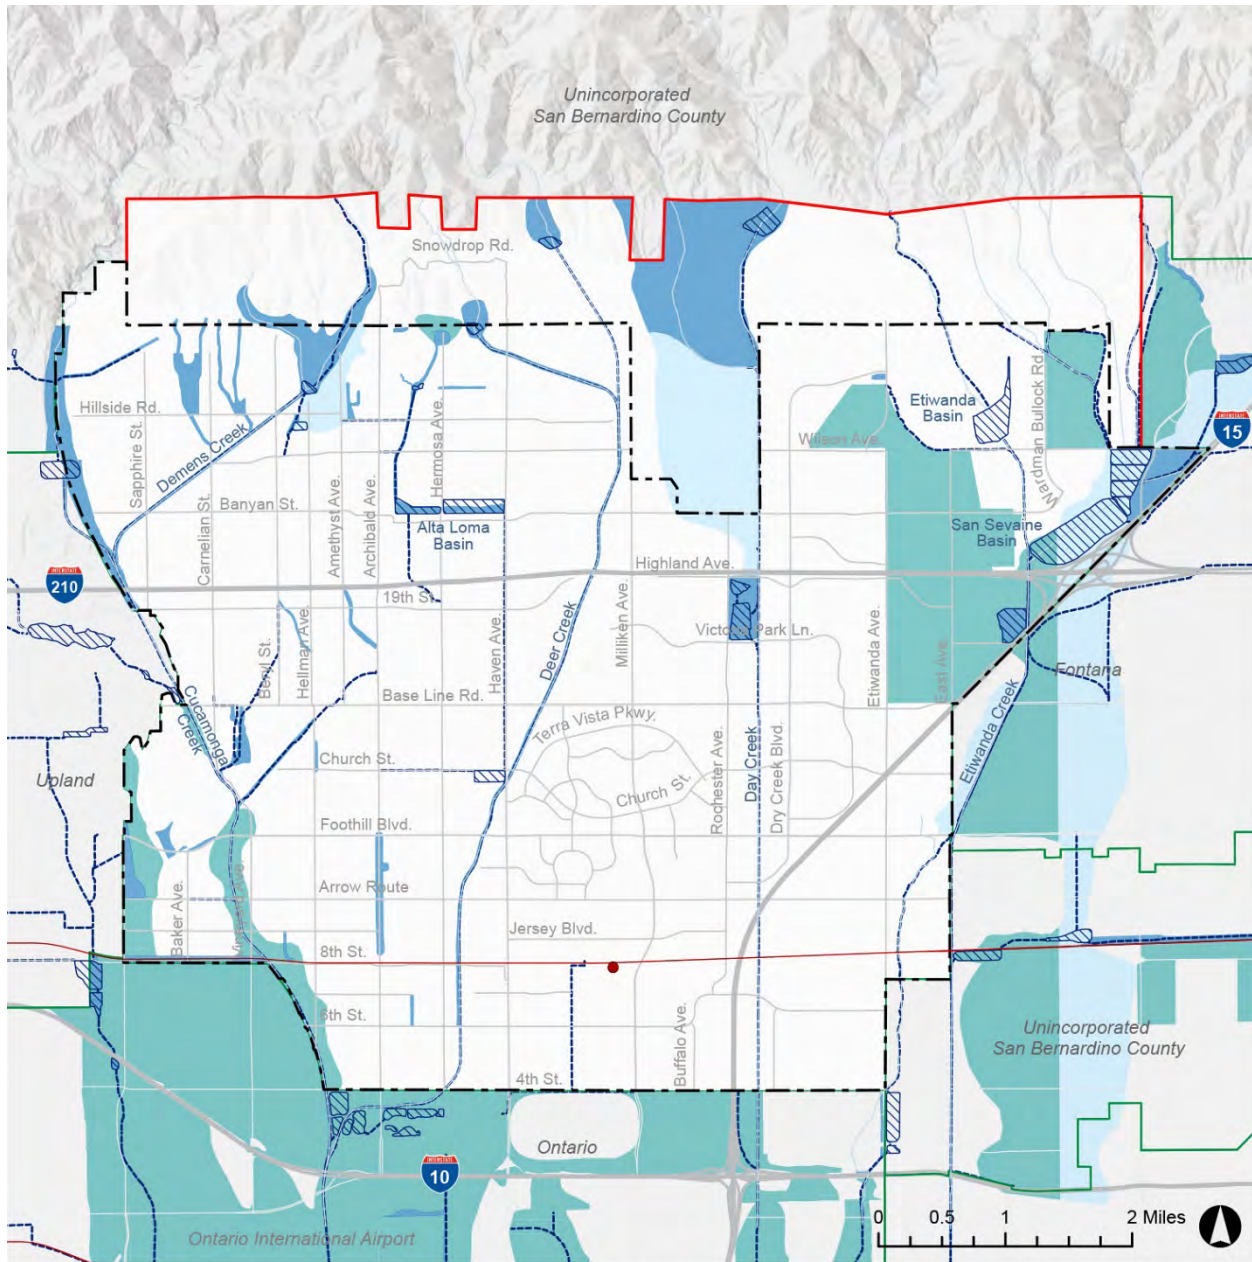 Unincorporated
San Bernardino County
Snowdrop Rd.
Hillside Rd.
Sapphire St.
Demens Creek
Carnelian St.
Banyan St.
Amethyst Ave.
Archibald Ave.
Hermosa Ave.
Alta Loma
Basin
Wilson Ave.
Etiwanda
Basin
Wardman Bullock Rd.
INTERSTATE
15
San Sevaine
Basin
INTERSTATE
210
Highland Ave.
19th St.
Beryl St.
Hellman Ave.
Haven Ave.
Deer Creek
Milliken Ave.
Victoria Park Ln.
Etiwanda Ave.
East Ave.
Fontana
Base Line Rd.
Cucamonga
Creek
Upland
Terra Vista Pkwy.
Church St.
Church St.
Rochester Ave.
Day Creek
Dry Creek Blvd.
Etiwanda Creek
Foothill Blvd.
Arrow Route
Baker Ave.
Vineyard Ave.
Jersey Blvd.
8th St.
6th St.
Buffalo Ave.
4th St.
Unincorporated
San Bernardino County
Ontario
INTERSTATE
10
Ontario International Airport
0 0.5 1 2 Miles